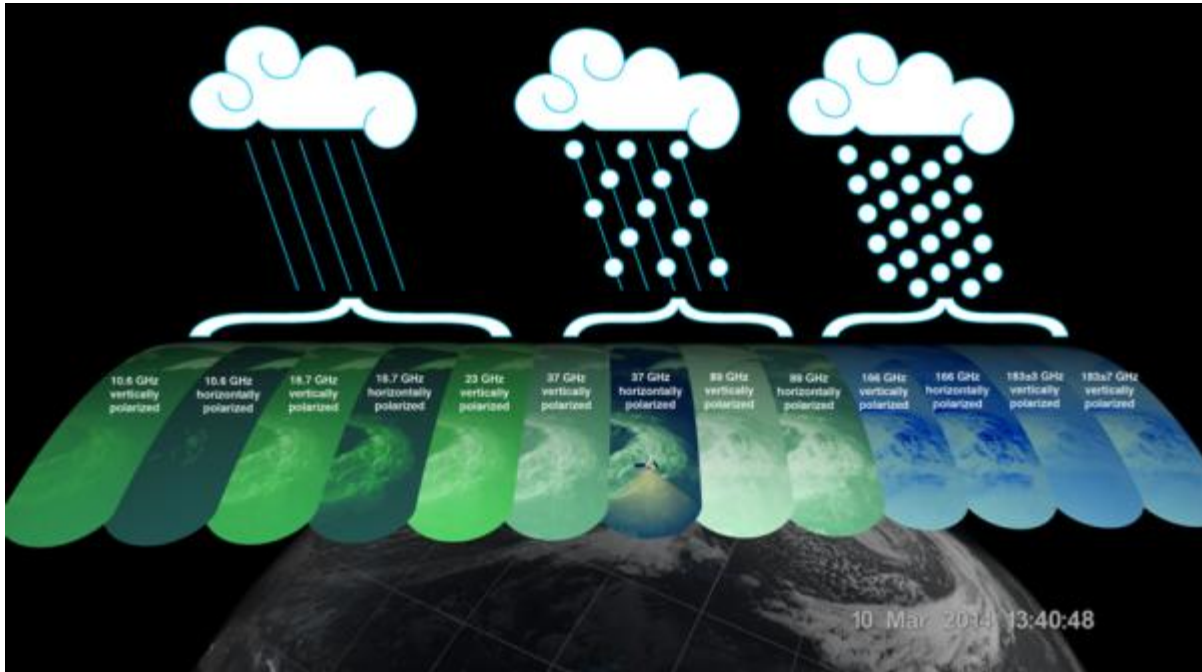 10.6 GHz
vertically
polarized
10.6 GHz
horizontally
polarized
18.7 GHz
vertically
polarized
18.7 GHz
horizontally
polarized
23 GHz
vertically
polarized
37 GHz
vertically
polarized
37 GHz
horizontally
polarized
89 GHz
vertically
polarized
89 GHz
horizontally
polarized
166 GHz
vertically
polarized
166 GHz
horizontally
polarized
183±3 GHz
vertically
polarized
183±7 GHz
vertically
polarized
10 Mar 2014 13:40:48